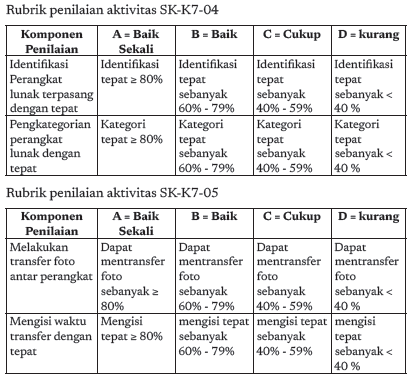 Rubrik penilaian aktivitas SK-K7-04
Komponen Penilaian | A = Baik Sekali | B = Baik | C = Cukup | D = kurang
Identifikasi Perangkat lunak terpasang dengan tepat | Identifikasi tepat ≥ 80% | Identifikasi tepat sebanyak 60% - 79% | Identifikasi tepat sebanyak 40% - 59% | Identifikasi tepat sebanyak < 40 %
Pengkategorian perangkat lunak dengan tepat | Kategori tepat ≥ 80% | Kategori tepat sebanyak 60% - 79% | Kategori tepat sebanyak 40% - 59% | Kategori tepat sebanyak < 40 %
Rubrik penilaian aktivitas SK-K7-05
Komponen Penilaian | A = Baik Sekali | B = Baik | C = Cukup | D = kurang
Melakukan transfer foto antar perangkat | Dapat mentransfer foto sebanyak ≥ 80% | Dapat mentransfer foto sebanyak 60% - 79% | Dapat mentransfer foto sebanyak 40% - 59% | Dapat mentransfer foto sebanyak < 40 %
Mengisi waktu transfer dengan tepat | Mengisi tepat ≥ 80% | mengisi tepat sebanyak 60% - 79% | mengisi tepat sebanyak 40% - 59% | mengisi tepat sebanyak < 40 %